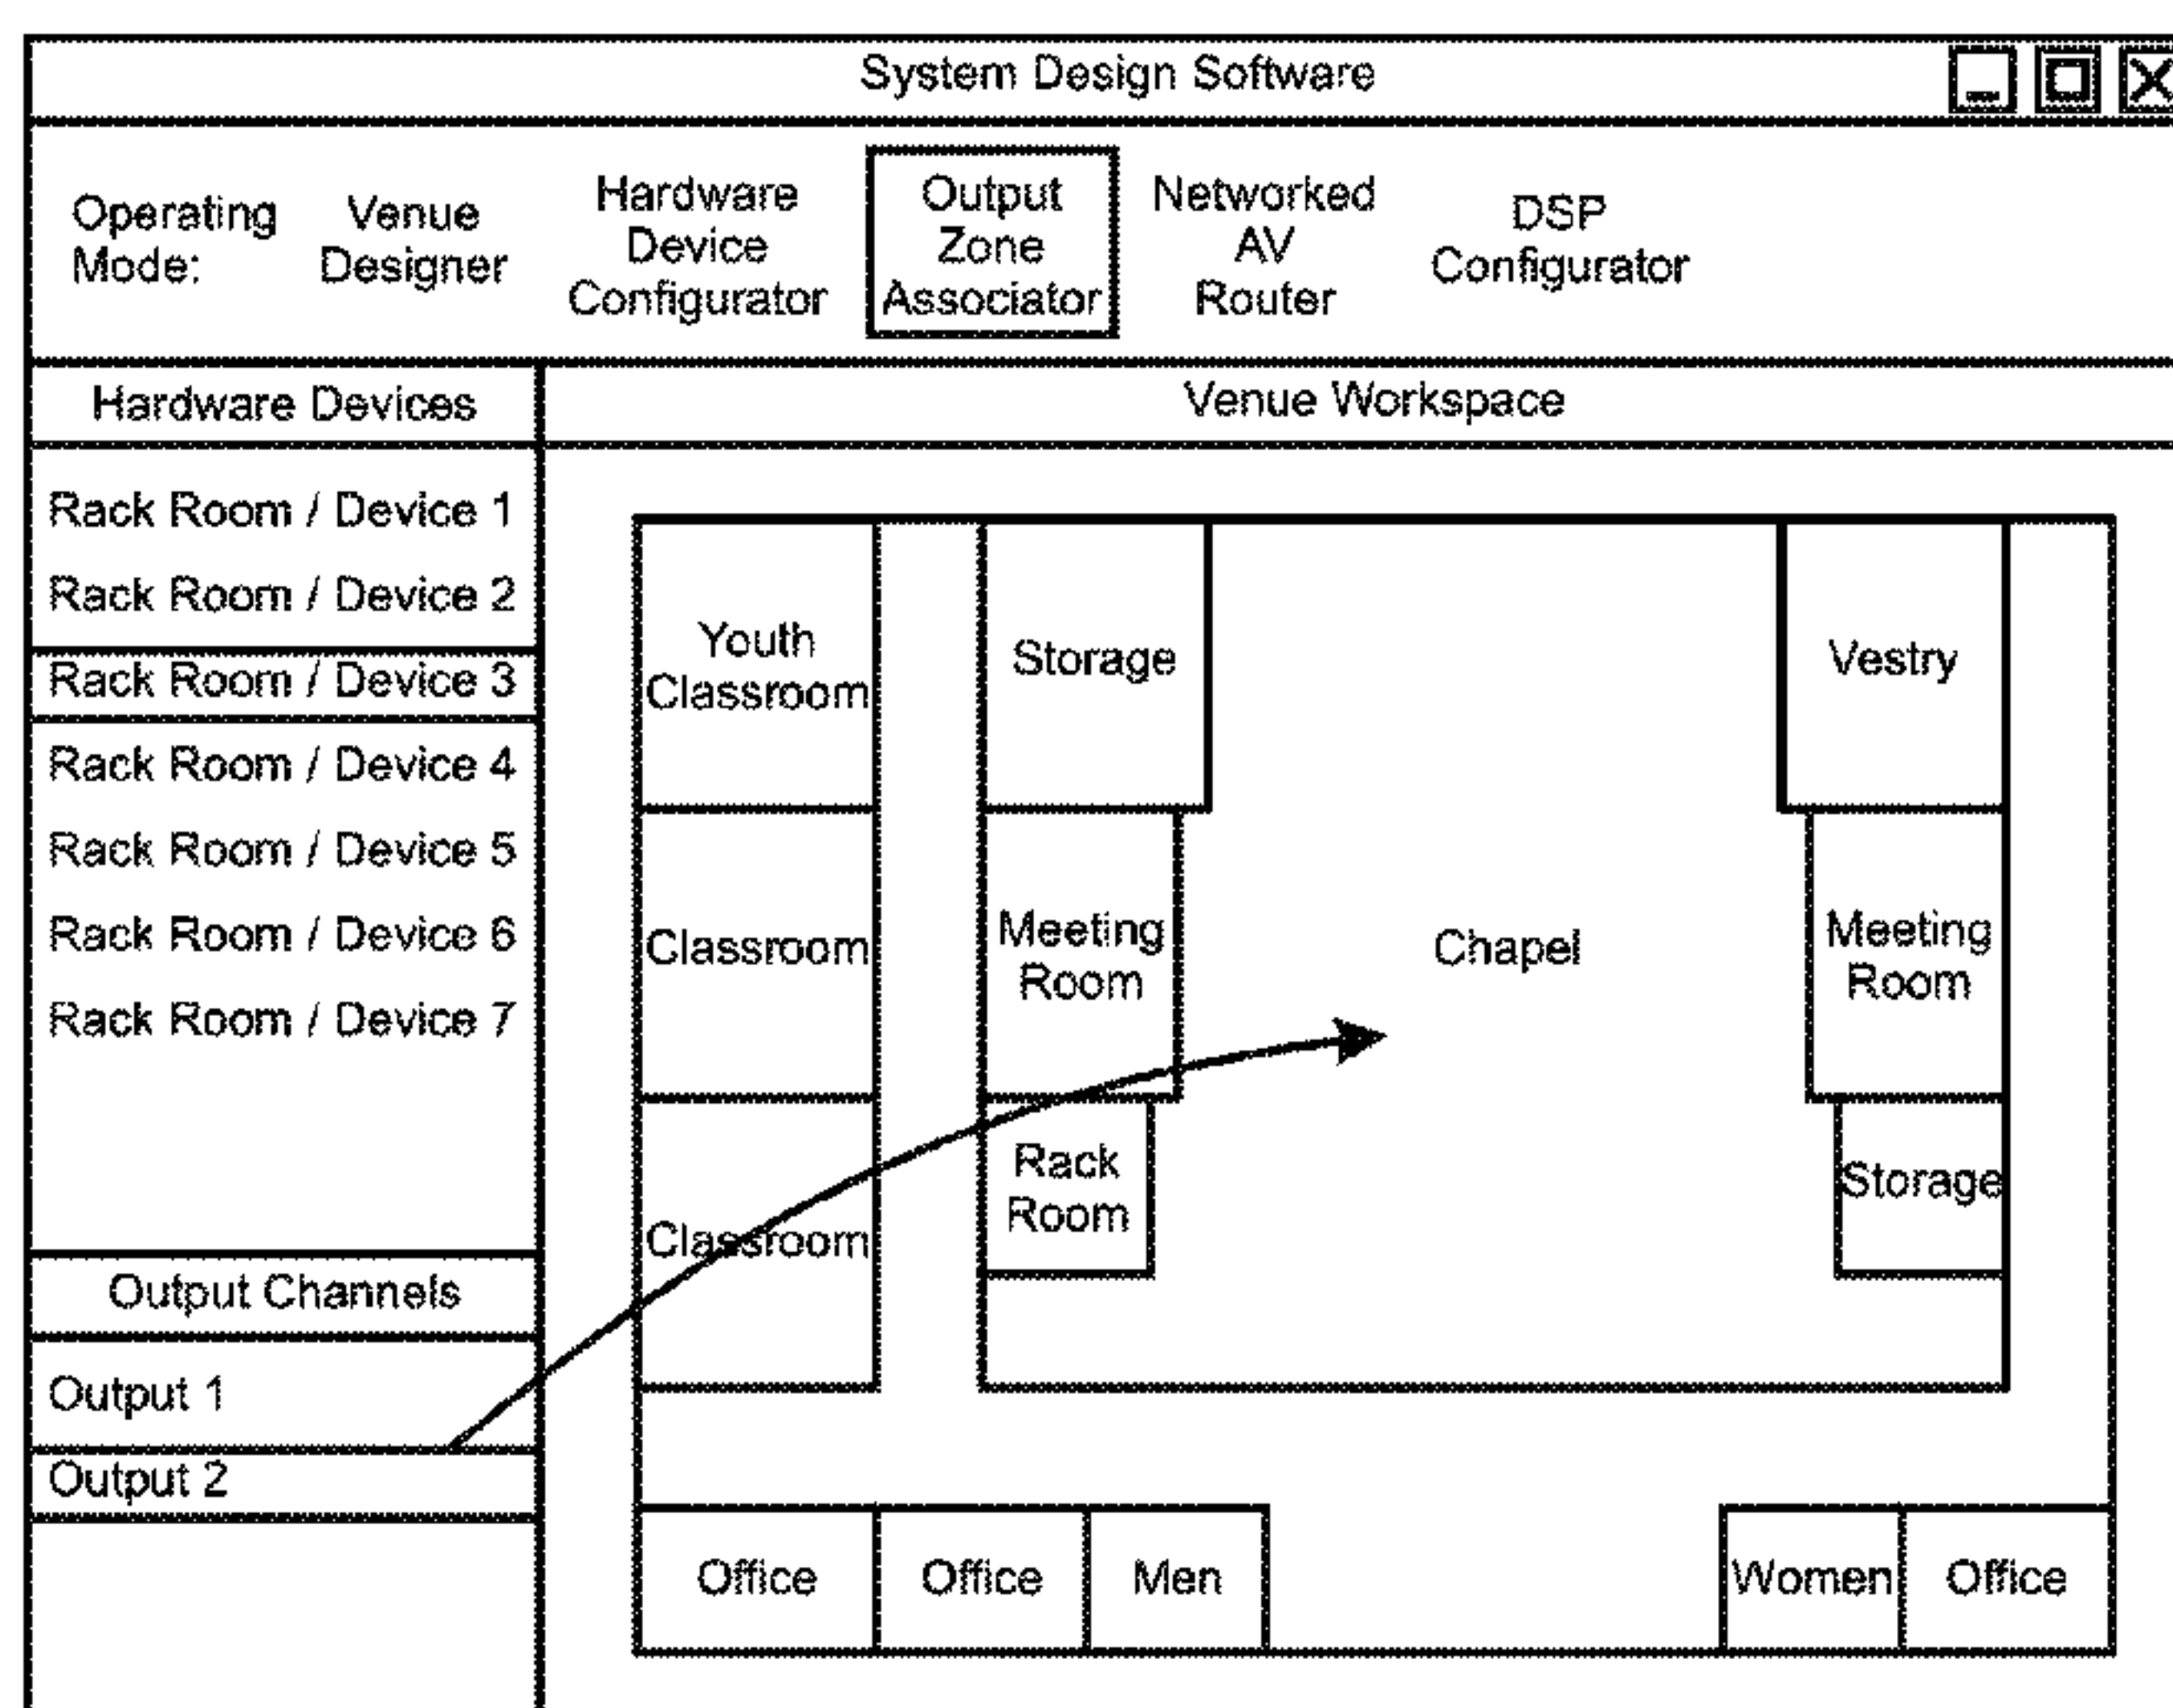 System Design Software
Operating
Mode:
Venue
Designer
Hardware
Device
Configurator
Output
Zone
Associator
Networked
AV
Router
DSP
Configurator
Hardware Devices
Venue Workspace
Rack Room / Device 1
Rack Room / Device 2
Rack Room / Device 3
Rack Room / Device 4
Rack Room / Device 5
Rack Room / Device 6
Rack Room / Device 7
Output Channels
Output 1
Output 2
Youth
Classroom
Storage
Vestry
Classroom
Meeting
Room
Chapel
Meeting
Room
Classroom
Rack
Room
Storage
Office
Office
Men
Women
Office